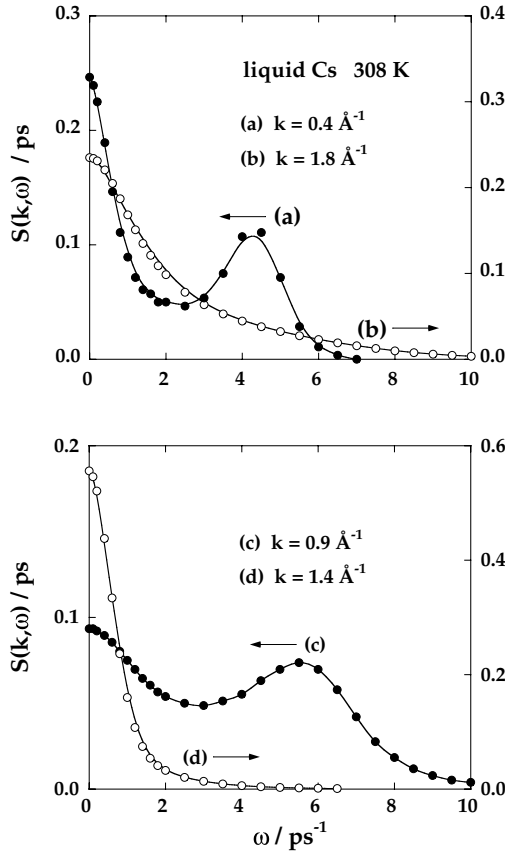 0.3
0.4
liquid Cs 308 K
(a) k = 0.4 Å⁻¹
(b) k = 1.8 Å⁻¹
0.2
0.3
0.2
0.1
0.1
0.0
0.0
(a)
(b)
S(k,ω) / ps
0 2 4 6 8 10
0.2
0.6
(c) k = 0.9 Å⁻¹
(d) k = 1.4 Å⁻¹
0.4
0.1
0.2
0.0
0.0
(c)
(d)
S(k,ω) / ps
0 2 4 6 8 10
ω / ps⁻¹